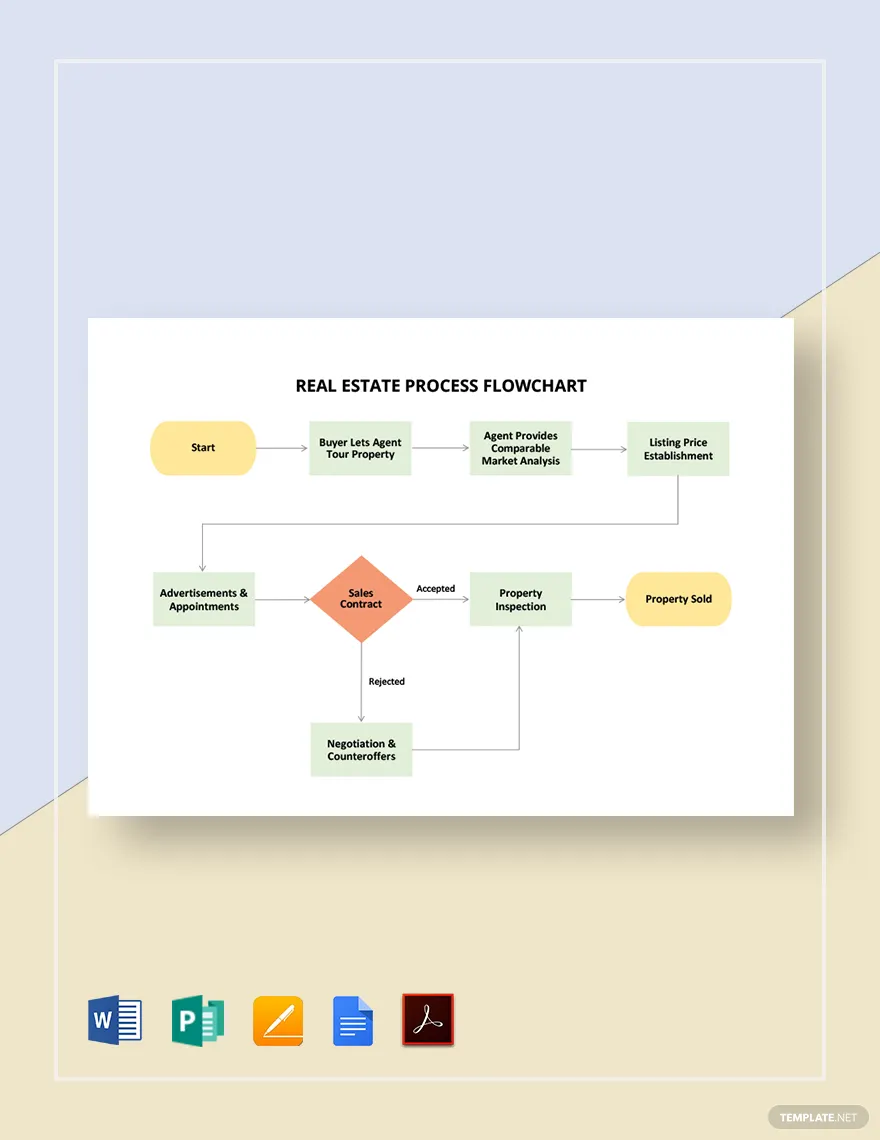 REAL ESTATE PROCESS FLOWCHART
Start
Buyer Lets Agent
Tour Property
Agent Provides
Comparable
Market Analysis
Listing Price
Establishment
Advertisements &
Appointments
Sales
Contract
Accepted
Property
Inspection
Property Sold
Rejected
Negotiation &
Counteroffers
W
P
TEMPLATE.NET